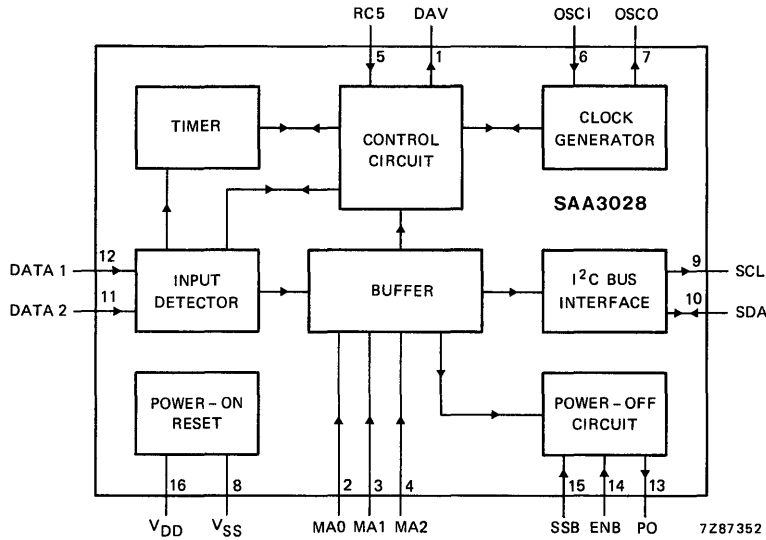 RC5 DAV OSCI OSCO
5 1 6 7
TIMER
CONTROL
CIRCUIT
CLOCK
GENERATOR
SAA3028
DATA 1 12
DATA 2 11
INPUT
DETECTOR
BUFFER
I²C BUS
INTERFACE
9 SCL
10 SDA
POWER-ON
RESET
POWER-OFF
CIRCUIT
16 8 2 3 4 15 14 13
VDD VSS MA0 MA1 MA2 SSB ENB PO 7Z87352